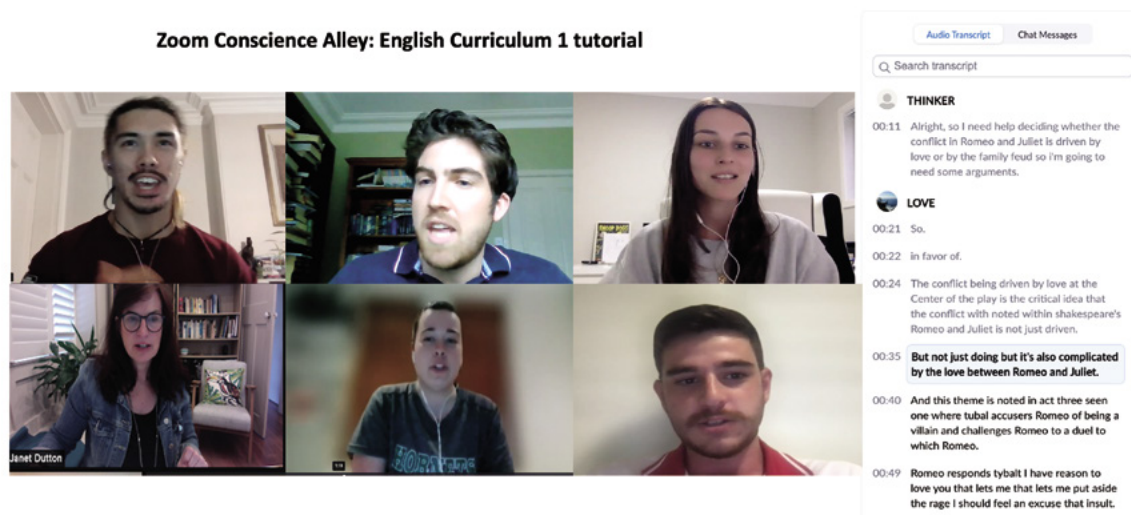 Zoom Conscience Alley: English Curriculum 1 tutorial
Janet Dutton
HORNETS
Audio Transcript
Chat Messages
Search transcript
THINKER
00:11 Alright, so I need help deciding whether the
conflict in Romeo and Juliet is driven by
love or by the family feud so i'm going to
need some arguments.
LOVE
00:21 So.
00:22 in favor of.
00:24 The conflict being driven by love at the
Center of the play is the critical idea that
the conflict with noted within shakespeare's
Romeo and Juliet is not just driven.
00:35 But not just doing but it's also complicated
by the love between Romeo and Juliet.
00:40 And this theme is noted in act three seen
one where tubal accusers Romeo of being a
villain and challenges Romeo to a duel to
which Romeo.
00:49 Romeo responds tybalt I have reason to
love you that lets me that lets me put aside
the rage I should feel an excuse that insult.